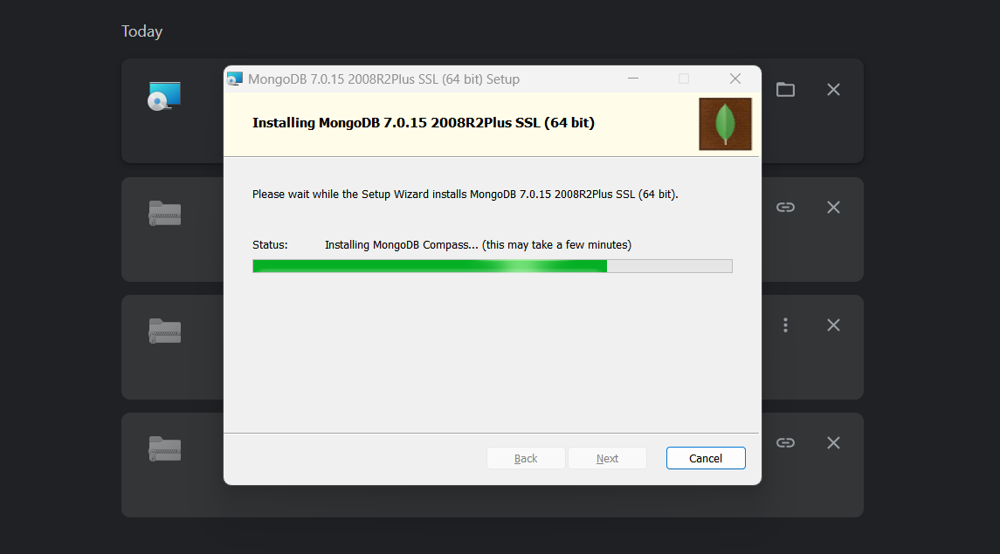 Today
MongoDB 7.0.15 2008R2Plus SSL (64 bit) Setup
Installing MongoDB 7.0.15 2008R2Plus SSL (64 bit)
Please wait while the Setup Wizard installs MongoDB 7.0.15 2008R2Plus SSL (64 bit).
Status: Installing MongoDB Compass... (this may take a few minutes)
Back Next Cancel